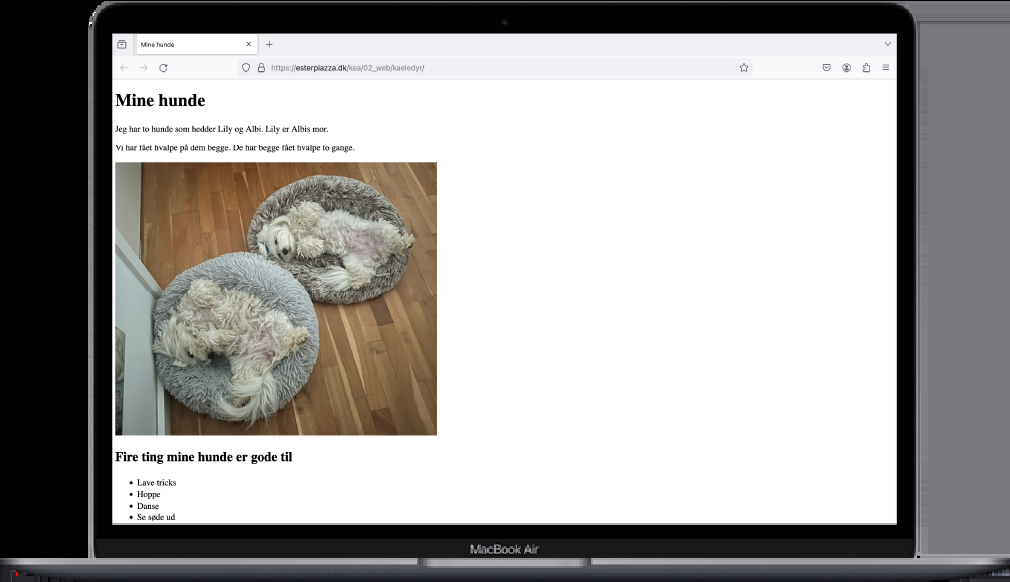 Mine hunde
https://esterpiazza.dk/kea/02_web/kaeledyr/
Mine hunde
Jeg har to hunde som hedder Lily og Albi. Lily er Albis mor.
Vi har fået hvalpe på dem begge. De har begge fået hvalpe to gange.
Fire ting mine hunde er gode til
• Lave tricks
• Hoppe
• Danse
• Se søde ud
MacBook Air